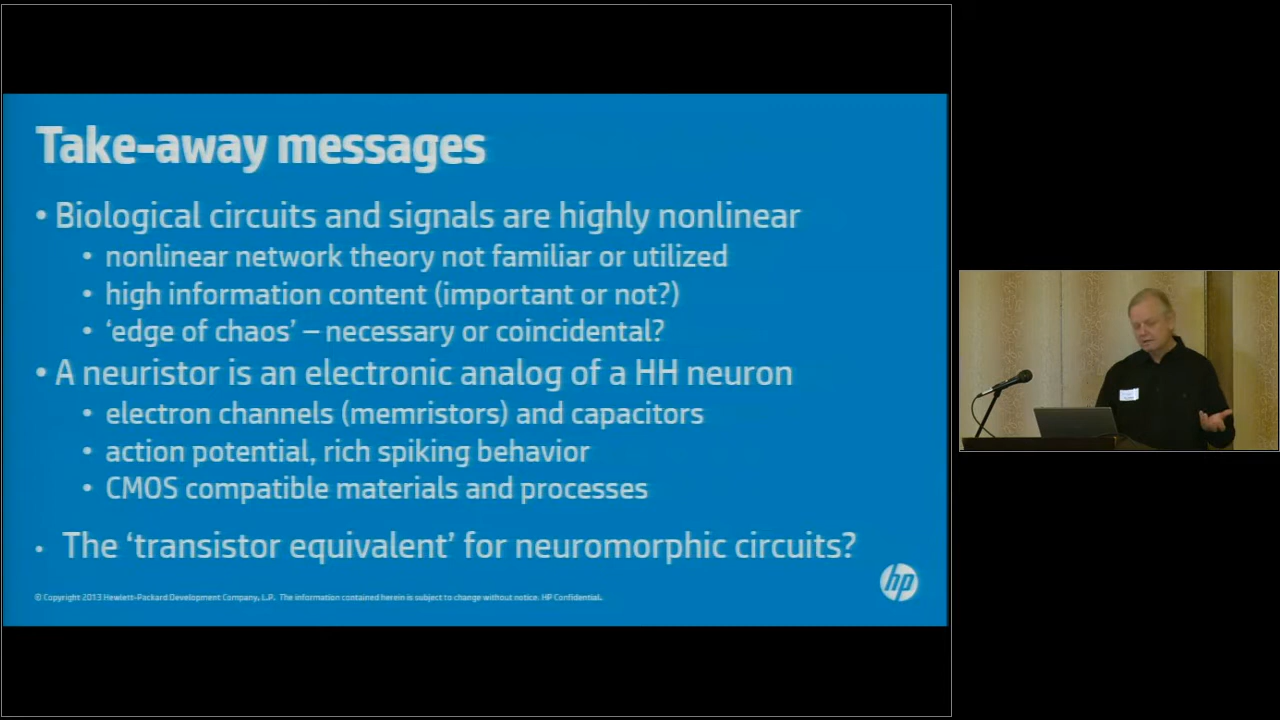 Take-away messages
• Biological circuits and signals are highly nonlinear
• nonlinear network theory not familiar or utilized
• high information content (important or not?)
• ‘edge of chaos’ – necessary or coincidental?
• A neuristor is an electronic analog of a HH neuron
• electron channels (memristors) and capacitors
• action potential, rich spiking behavior
• CMOS compatible materials and processes
• The ‘transistor equivalent’ for neuromorphic circuits?
hp
© Copyright 2013 Hewlett-Packard Development Company, L.P. The information contained herein is subject to change without notice. HP Confidential.